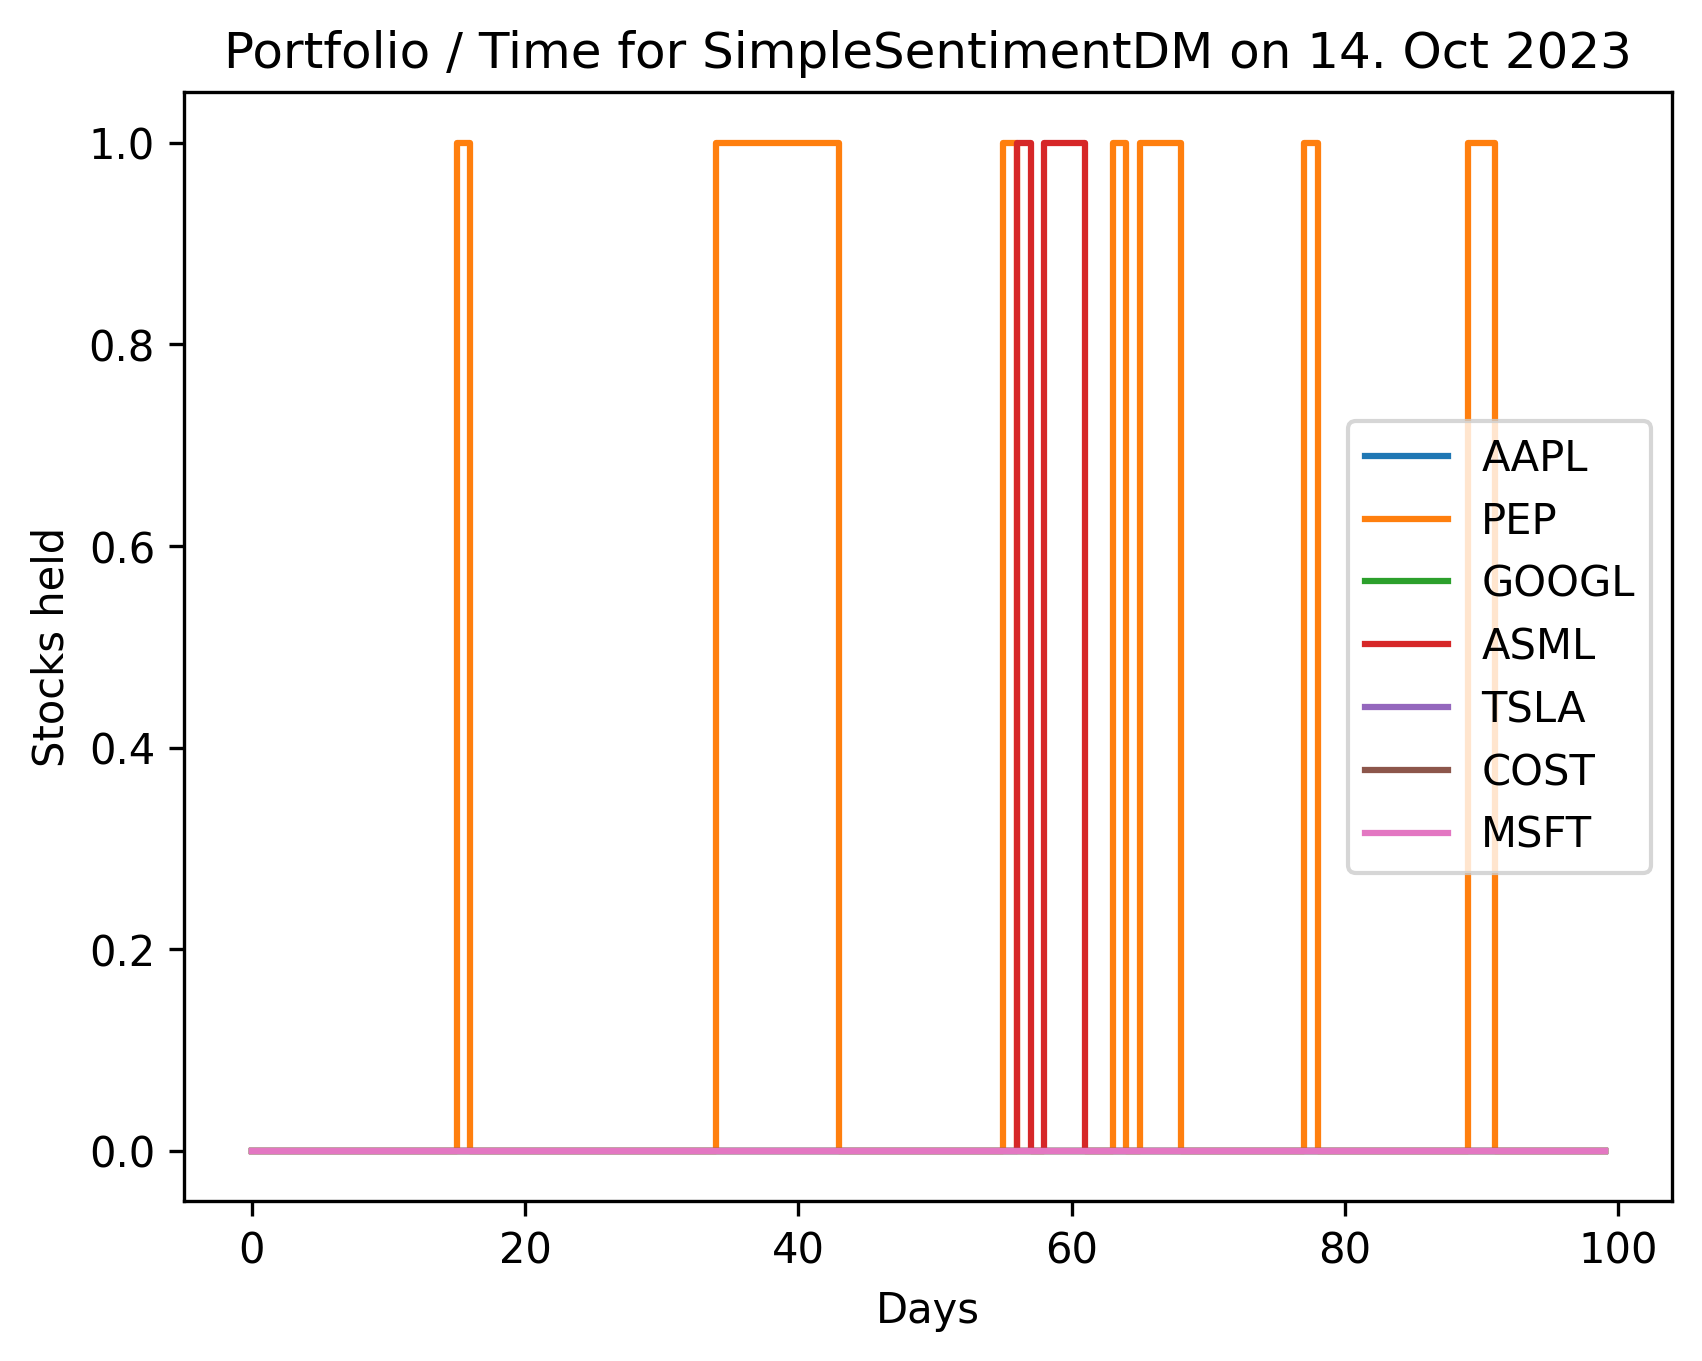 Portfolio / Time for SimpleSentimentDM on 14. Oct 2023
1.0
0.8
0.6
0.4
0.2
0.0
Stocks held
AAPL
PEP
GOOGL
ASML
TSLA
COST
MSFT
0 20 40 60 80 100
Days